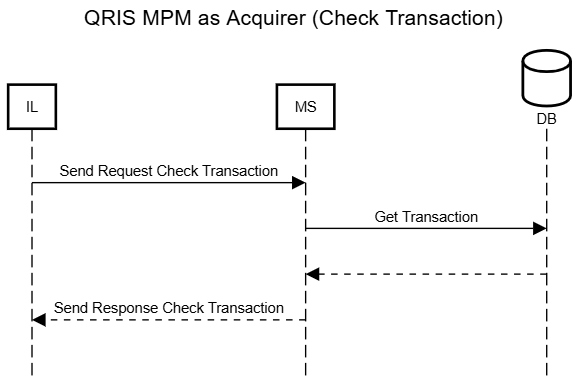 QRIS MPM as Acquirer (Check Transaction)
IL
MS
DB
Send Request Check Transaction
Get Transaction
Send Response Check Transaction